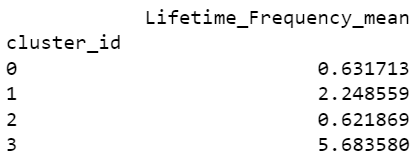 Lifetime_Frequency_mean
cluster_id
0 0.631713
1 2.248559
2 0.621869
3 5.683580